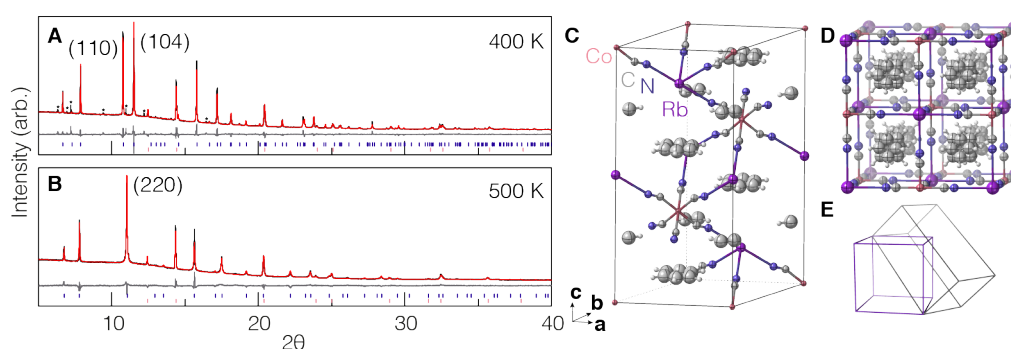 A
(110)
(104)
400 K
B
(220)
500 K
Intensity (arb.)
10
20
30
40
2θ
C
Co
C
N
Rb
c
b
a
D
E